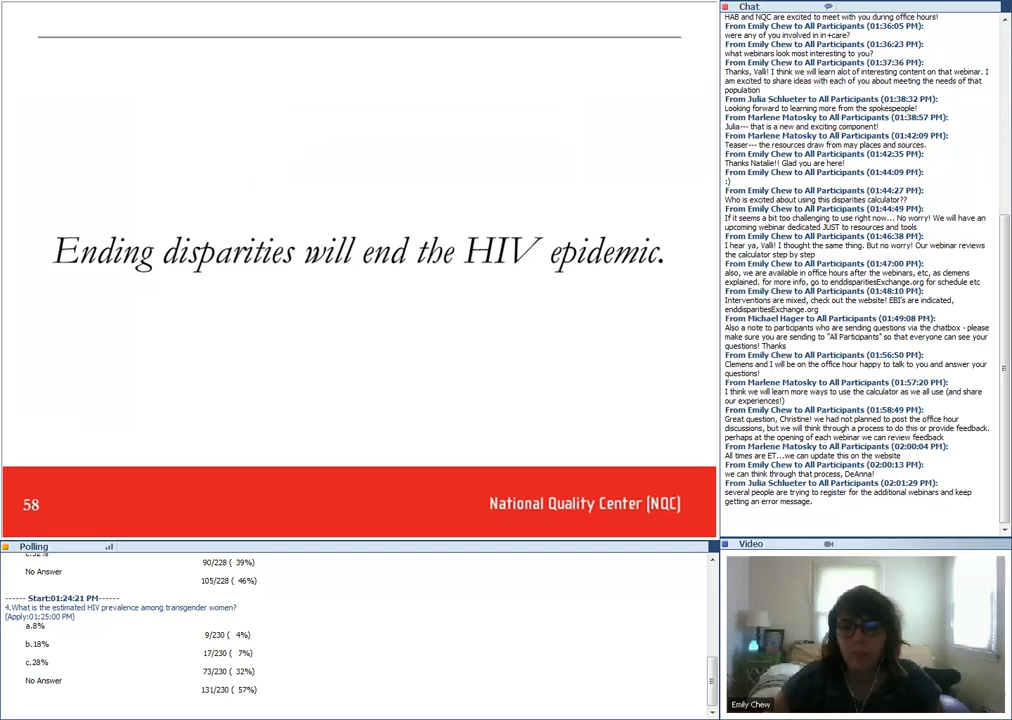 Ending disparities will end the HIV epidemic.
58
National Quality Center (NQC)
Chat
HAB and NQC are excited to meet with you during office hours!
From Emily Chew to All Participants (01:36:05 PM):
were any of you involved in in+care?
From Emily Chew to All Participants (01:36:23 PM):
what webinars look most interesting to you?
From Emily Chew to All Participants (01:37:36 PM):
Thanks, Valli! I think we will learn alot of interesting content on that webinar. I
am excited to share ideas with each of you about meeting the needs of that
population
From Julia Schlueter to All Participants (01:38:32 PM):
Looking forward to learning more from the spokespeople!
From Marlene Matosky to All Participants (01:38:57 PM):
Julia--- that is a new and exciting component!
From Marlene Matosky to All Participants (01:42:09 PM):
Teaser--- the resources draw from may places and sources.
From Emily Chew to All Participants (01:42:35 PM):
Thanks Natalie!! Glad you are here!
From Emily Chew to All Participants (01:44:09 PM):
:)
From Emily Chew to All Participants (01:44:27 PM):
Who is excited about using this disparities calculator??
From Emily Chew to All Participants (01:44:49 PM):
If it seems a bit too challenging to use right now... No worry! We will have an
upcoming webinar dedicated JUST to resources and tools
From Emily Chew to All Participants (01:46:38 PM):
I hear ya, Valli! I thought the same thing. But no worry! Our webinar reviews
the calculator step by step
From Emily Chew to All Participants (01:47:00 PM):
also, we are available in office hours after the webinars, etc, as clemens
explained. for more info, go to enddisparitiesExchange.org for schedule etc
From Emily Chew to All Participants (01:48:10 PM):
Interventions are mixed, check out the website! EBI's are indicated,
enddisparitiesExchange.org
From Michael Hager to All Participants (01:49:08 PM):
Also a note to participants who are sending questions via the chatbox - please
make sure you are sending to "All Participants" so that everyone can see your
questions! Thanks
From Emily Chew to All Participants (01:56:50 PM):
Clemens and I will be on the office hour happy to talk to you and answer your
questions!
From Marlene Matosky to All Participants (01:57:20 PM):
I think we will learn more ways to use the calculator as we all use (and share
our experiences!)
From Emily Chew to All Participants (01:58:49 PM):
Great question, Christine! we had not planned to post the office hour
discussions, but we will think through a process to do this or provide feedback.
perhaps at the opening of each webinar we can review feedback
From Marlene Matosky to All Participants (02:00:04 PM):
All times are ET...we can update this on the website
From Emily Chew to All Participants (02:00:13 PM):
we can think through that process, DeAnna!
From Julia Schlueter to All Participants (02:01:29 PM):
several people are trying to register for the additional webinars and keep
getting an error message.
Polling
90/228 ( 39%)
No Answer
105/228 ( 46%)
------ Start:01:24:21 PM------
4.What is the estimated HIV prevalence among transgender women?
(Apply:01:25:00 PM)
a.8%
9/230 ( 4%)
b.18%
17/230 ( 7%)
c.28%
73/230 ( 32%)
No Answer
131/230 ( 57%)
Video
Emily Chew